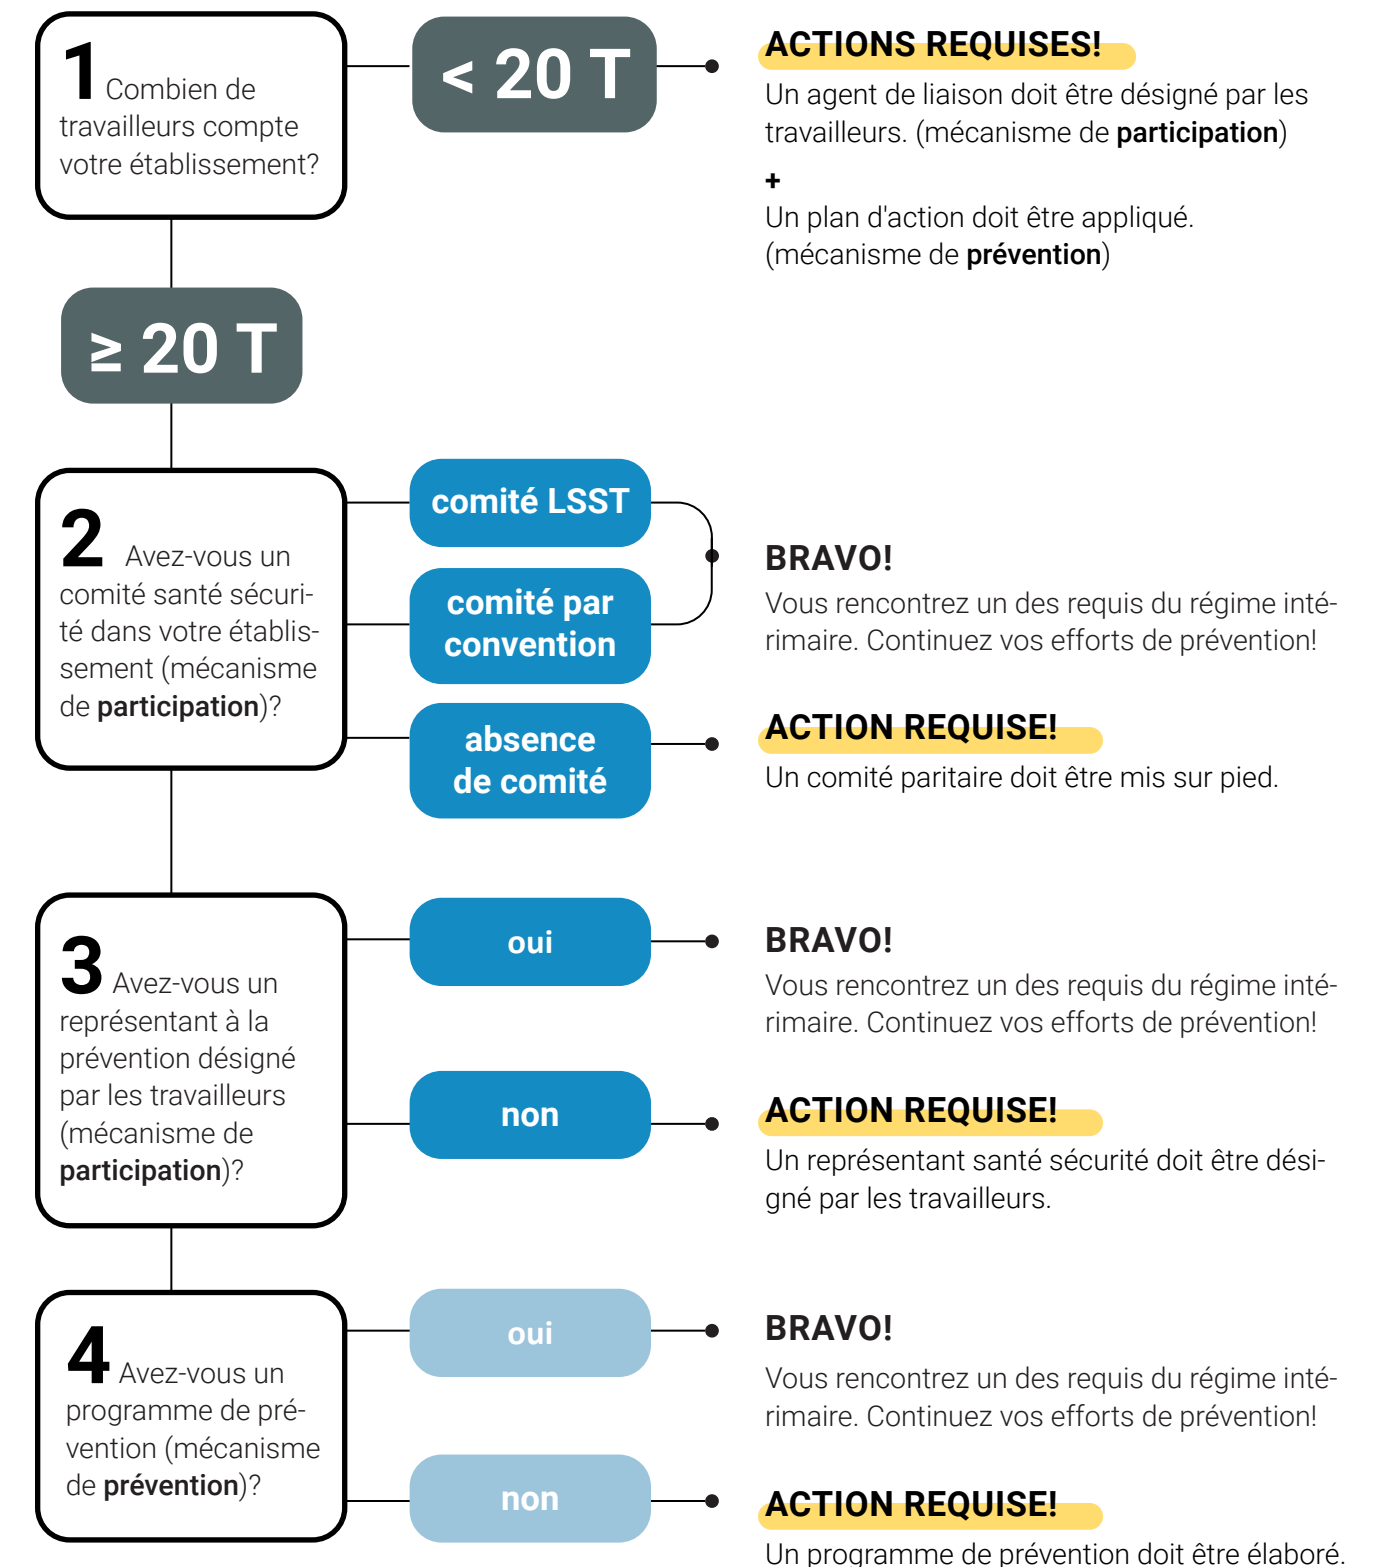 1 Combien de
travailleurs compte
votre établissement?
< 20 T
ACTIONS REQUISES!
Un agent de liaison doit être désigné par les
travailleurs. (mécanisme de participation)
+
Un plan d'action doit être appliqué.
(mécanisme de prévention)
≥ 20 T
2 Avez-vous un
comité santé sécuri-
té dans votre établis-
sement (mécanisme
de participation)?
comité LSST
comité par
convention
BRAVO!
Vous rencontrez un des requis du régime inté-
rimaire. Continuez vos efforts de prévention!
absence
de comité
ACTION REQUISE!
Un comité paritaire doit être mis sur pied.
3 Avez-vous un
représentant à la
prévention désigné
par les travailleurs
(mécanisme de
participation)?
oui
BRAVO!
Vous rencontrez un des requis du régime inté-
rimaire. Continuez vos efforts de prévention!
non
ACTION REQUISE!
Un représentant santé sécurité doit être dési-
gné par les travailleurs.
4 Avez-vous un
programme de pré-
vention (mécanisme
de prévention)?
oui
BRAVO!
Vous rencontrez un des requis du régime inté-
rimaire. Continuez vos efforts de prévention!
non
ACTION REQUISE!
Un programme de prévention doit être élaboré.